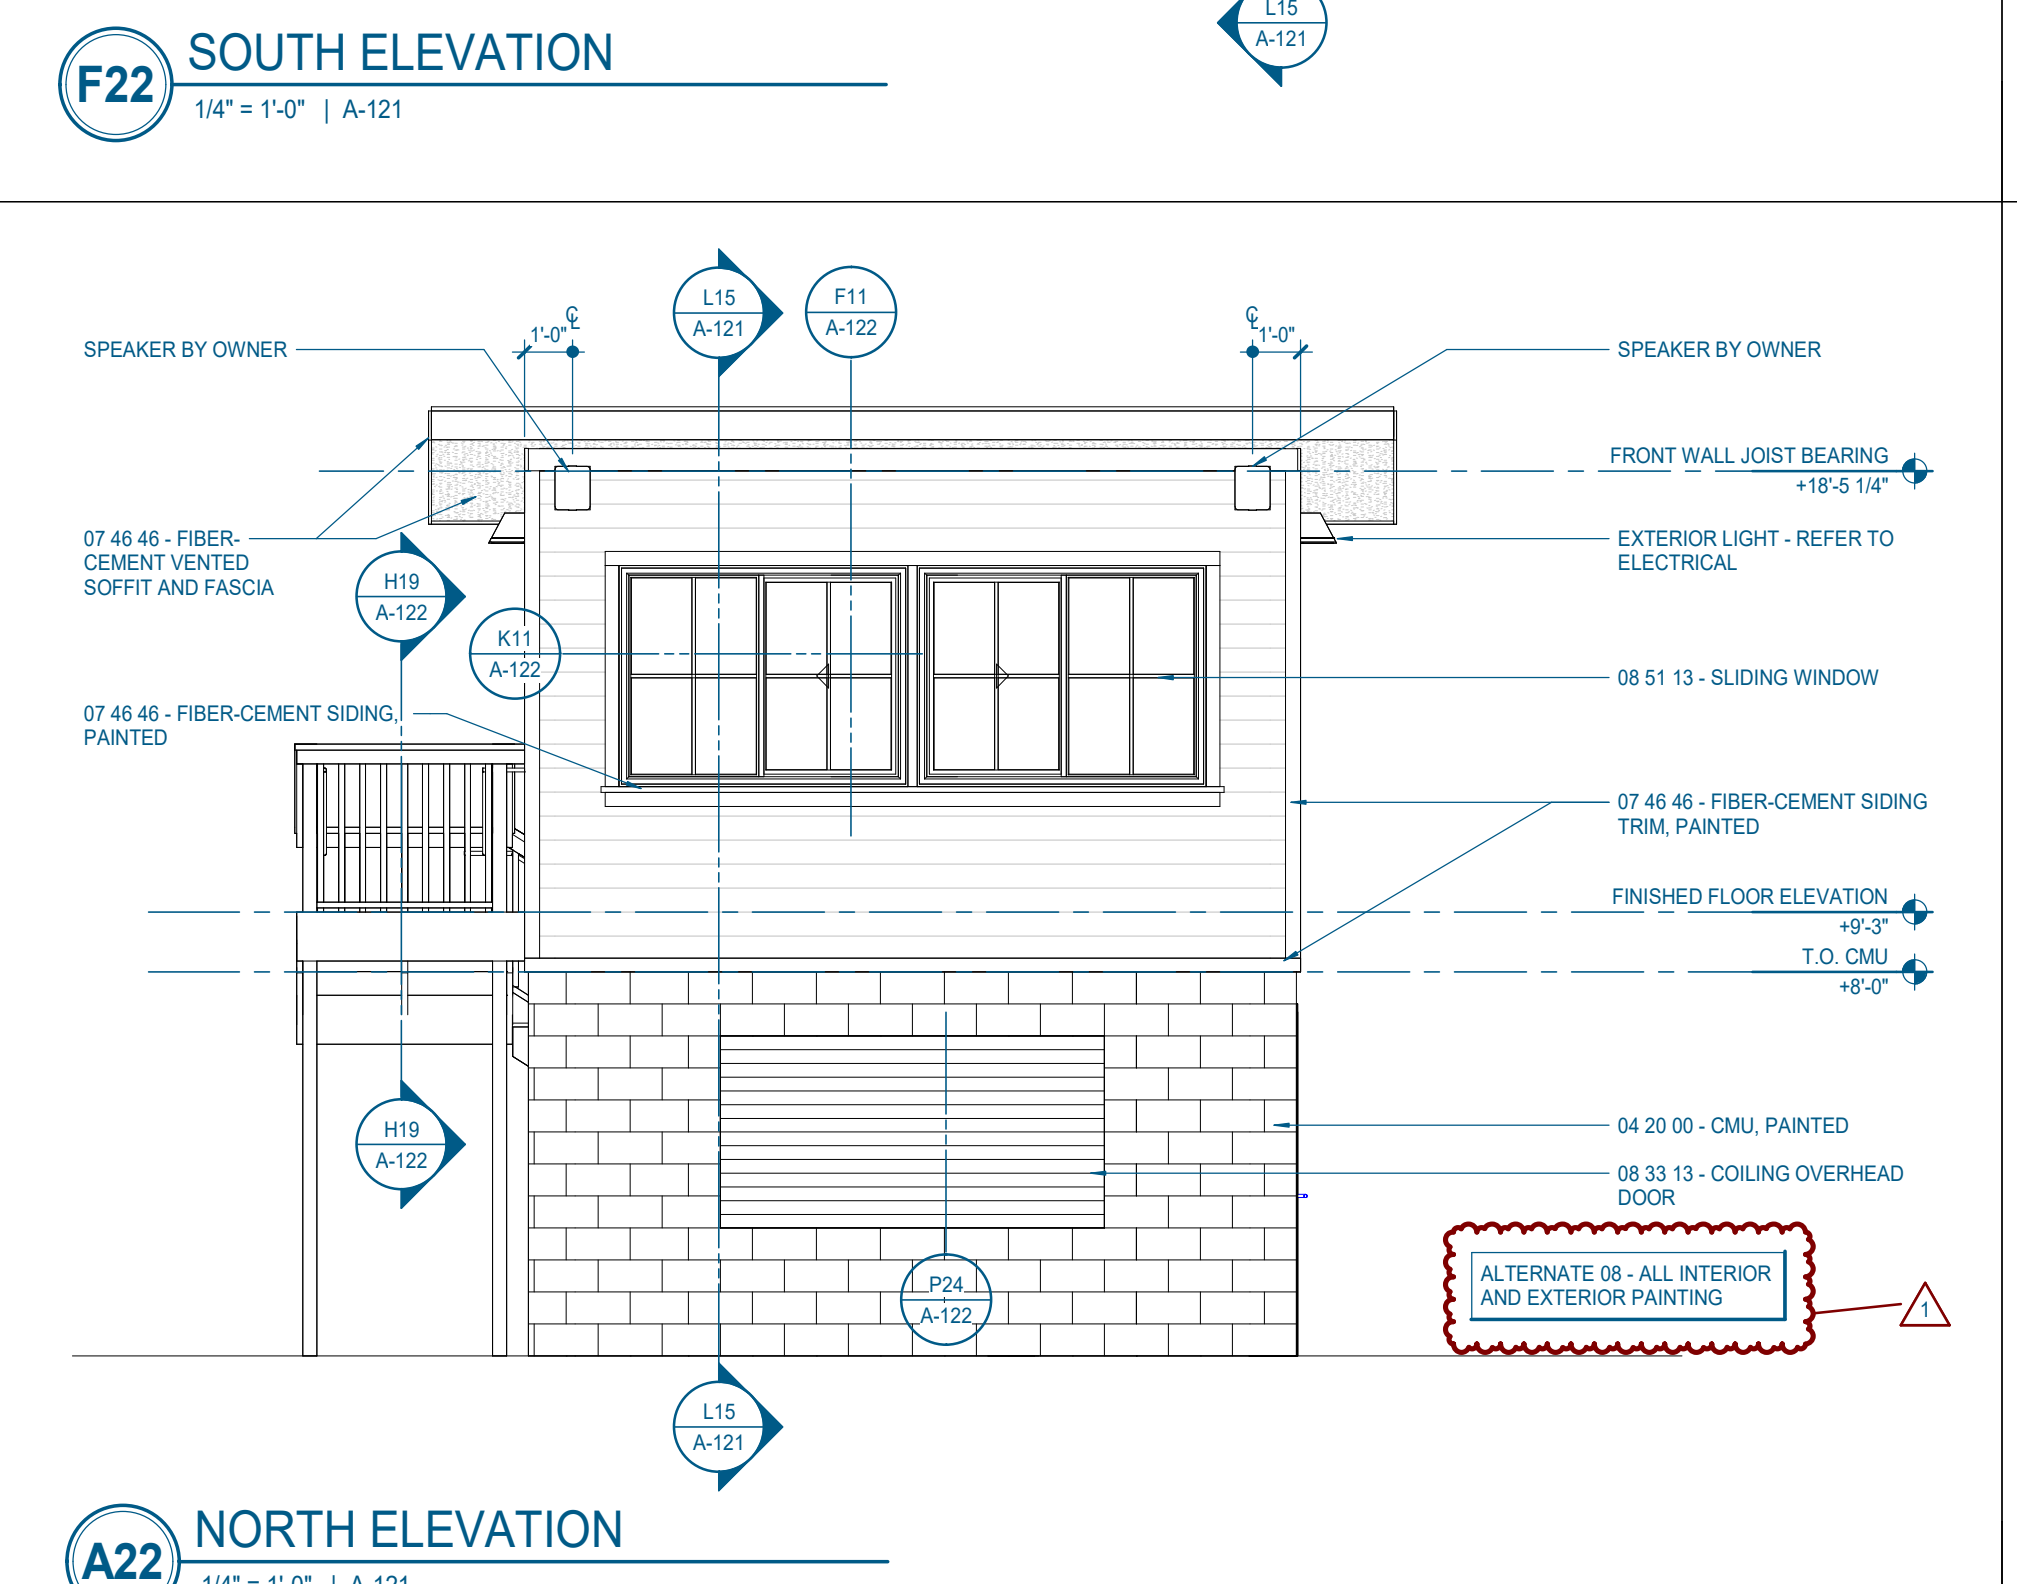 L15
A-121
F22
SOUTH ELEVATION
1/4" = 1'-0" | A-121
L15
A-121
F11
A-122
1'-0"
℄
℄
1'-0"
SPEAKER BY OWNER
SPEAKER BY OWNER
FRONT WALL JOIST BEARING
+18'-5 1/4"
07 46 46 - FIBER-
CEMENT VENTED
SOFFIT AND FASCIA
EXTERIOR LIGHT - REFER TO
ELECTRICAL
H19
A-122
K11
A-122
08 51 13 - SLIDING WINDOW
07 46 46 - FIBER-CEMENT SIDING,
PAINTED
07 46 46 - FIBER-CEMENT SIDING
TRIM, PAINTED
FINISHED FLOOR ELEVATION
+9'-3"
T.O. CMU
+8'-0"
H19
A-122
04 20 00 - CMU, PAINTED
08 33 13 - COILING OVERHEAD
DOOR
ALTERNATE 08 - ALL INTERIOR
AND EXTERIOR PAINTING
1
P24
A-122
L15
A-121
A22
NORTH ELEVATION
1/4" = 1'-0" | A-121